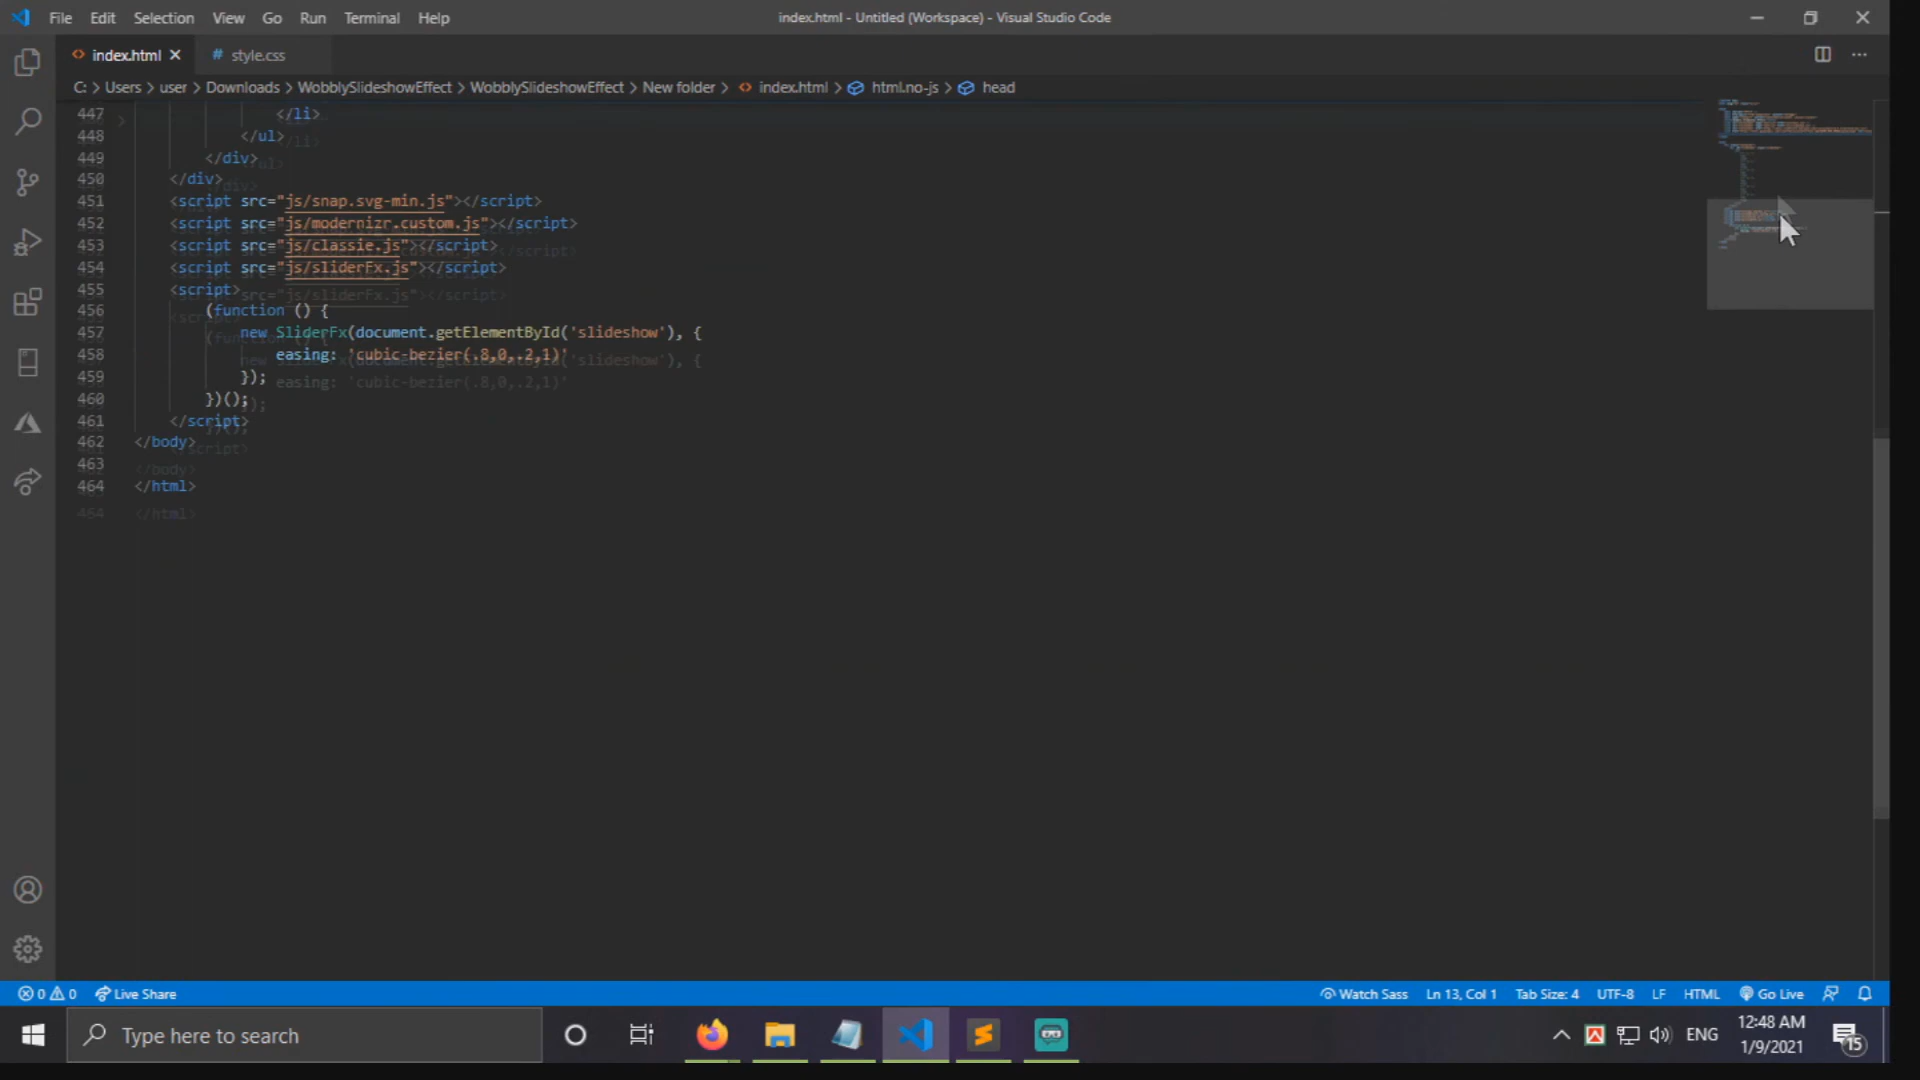 File Edit Selection View Go Run Terminal Help index.html - Untitled (Workspace) - Visual Studio Code
index.html style.css
C: > Users > user > Downloads > WobblySlideshowEffect > WobblySlideshowEffect > New folder > index.html > html.no-js > head
447 </li>
448 </ul>
449 </div>
450 </div>
451 <script src="js/snap.svg-min.js"></script>
452 <script src="js/modernizr.custom.js"></script>
453 <script src="js/classie.js"></script>
454 <script src="js/sliderFx.js"></script>
455 <script>
456 (function () {
457 new SliderFx(document.getElementById('slideshow'), {
458 easing: 'cubic-bezier(.8,0,.2,1)'
459 });
460 })();
461 </script>
462 </body>
463
464 </html>
0 0 Live Share Watch Sass Ln 13, Col 1 Tab Size: 4 UTF-8 LF HTML Go Live
Type here to search ENG 12:48 AM 15
1/9/2021